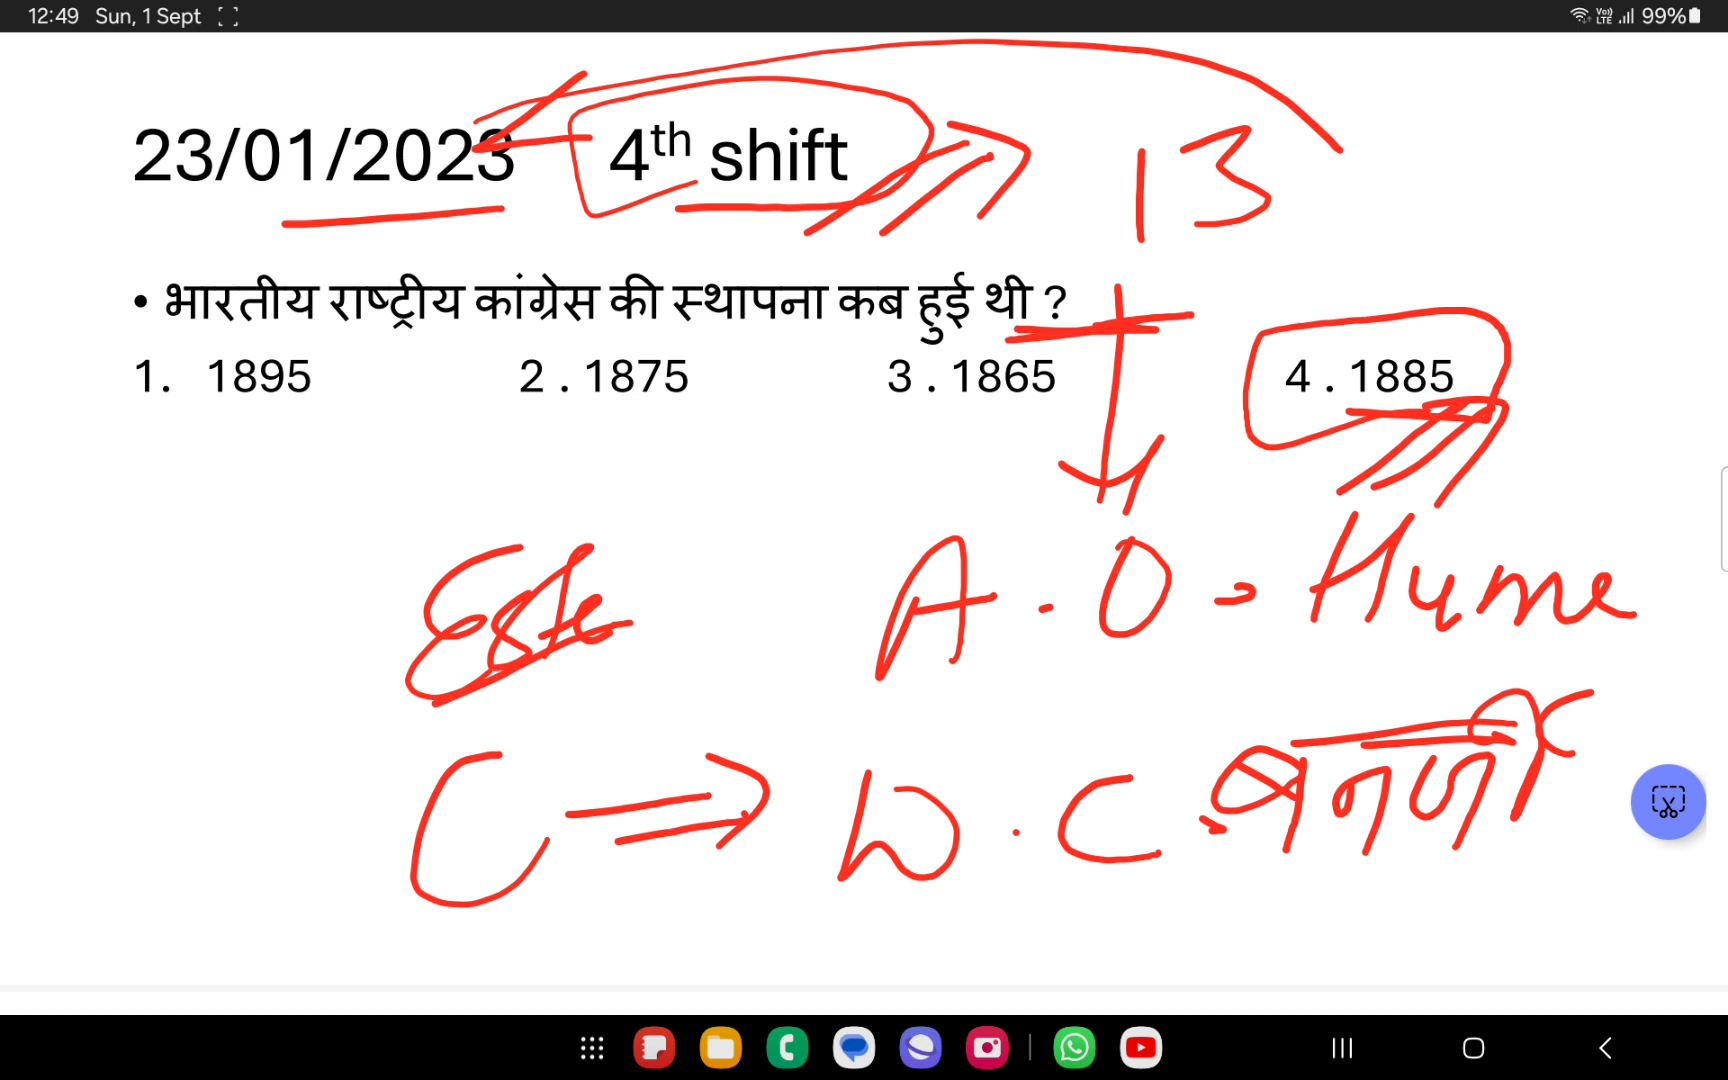 12:49 Sun, 1 Sept 99%
23/01/2023 4th shift 13
• भारतीय राष्ट्रीय कांग्रेस की स्थापना कब हुई थी ?
1. 1895 2 . 1875 3 . 1865 4 . 1885
A . O - Hume
C ⇒ W . C . बनर्जी